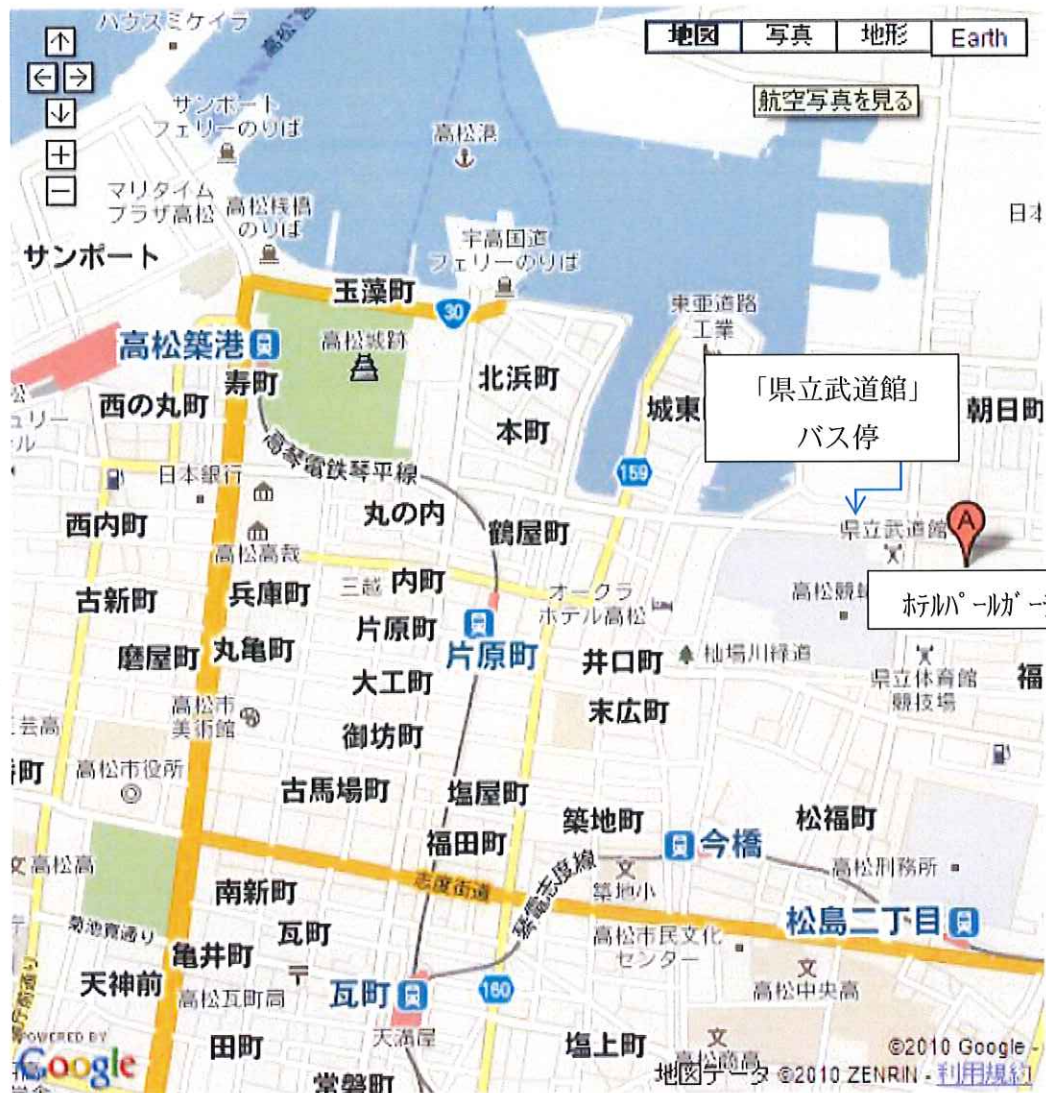 ハウスミケイラ
地図 写真 地形 Earth
航空写真を見る
サンポート
フェリーのりば
高松港
マリタイム
プラザ高松
高松桟橋
のりば
サンポート
宇高国道
フェリーのりば
日本
玉藻町
30
東亜道路
工業
高松築港
高松城跡
寿町
北浜町
「県立武道館」
バス停
西の丸町
城東
朝日町
本町
高琴電鉄琴平線
159
日本銀行
西内町
丸の内
鶴屋町
県立武道館
A
高松高裁
三越
内町
オークラ
ホテル高松
高松競
ホテルパールガーデ
古新町
兵庫町
片原町
片原町
磨屋町
丸亀町
井口町
杣場川緑道
県立体育館
競技場
福
大工町
高松市
美術館
末広町
御坊町
芸高
高松市役所
古馬場町
塩屋町
築地町
松福町
福田町
今橋
高松高
築地小
高松刑務所
南新町
志度街道
琴電志度線
松島二丁目
菊池寛通り
瓦町
亀井町
高松市民文化
センター
天神前
高松瓦町局
瓦町
160
高松中央高
天満屋
田町
塩上町
高松商高
常磐町
POWERED BY
Google
©2010 Google -
地図データ ©2010 ZENRIN - 利用規約